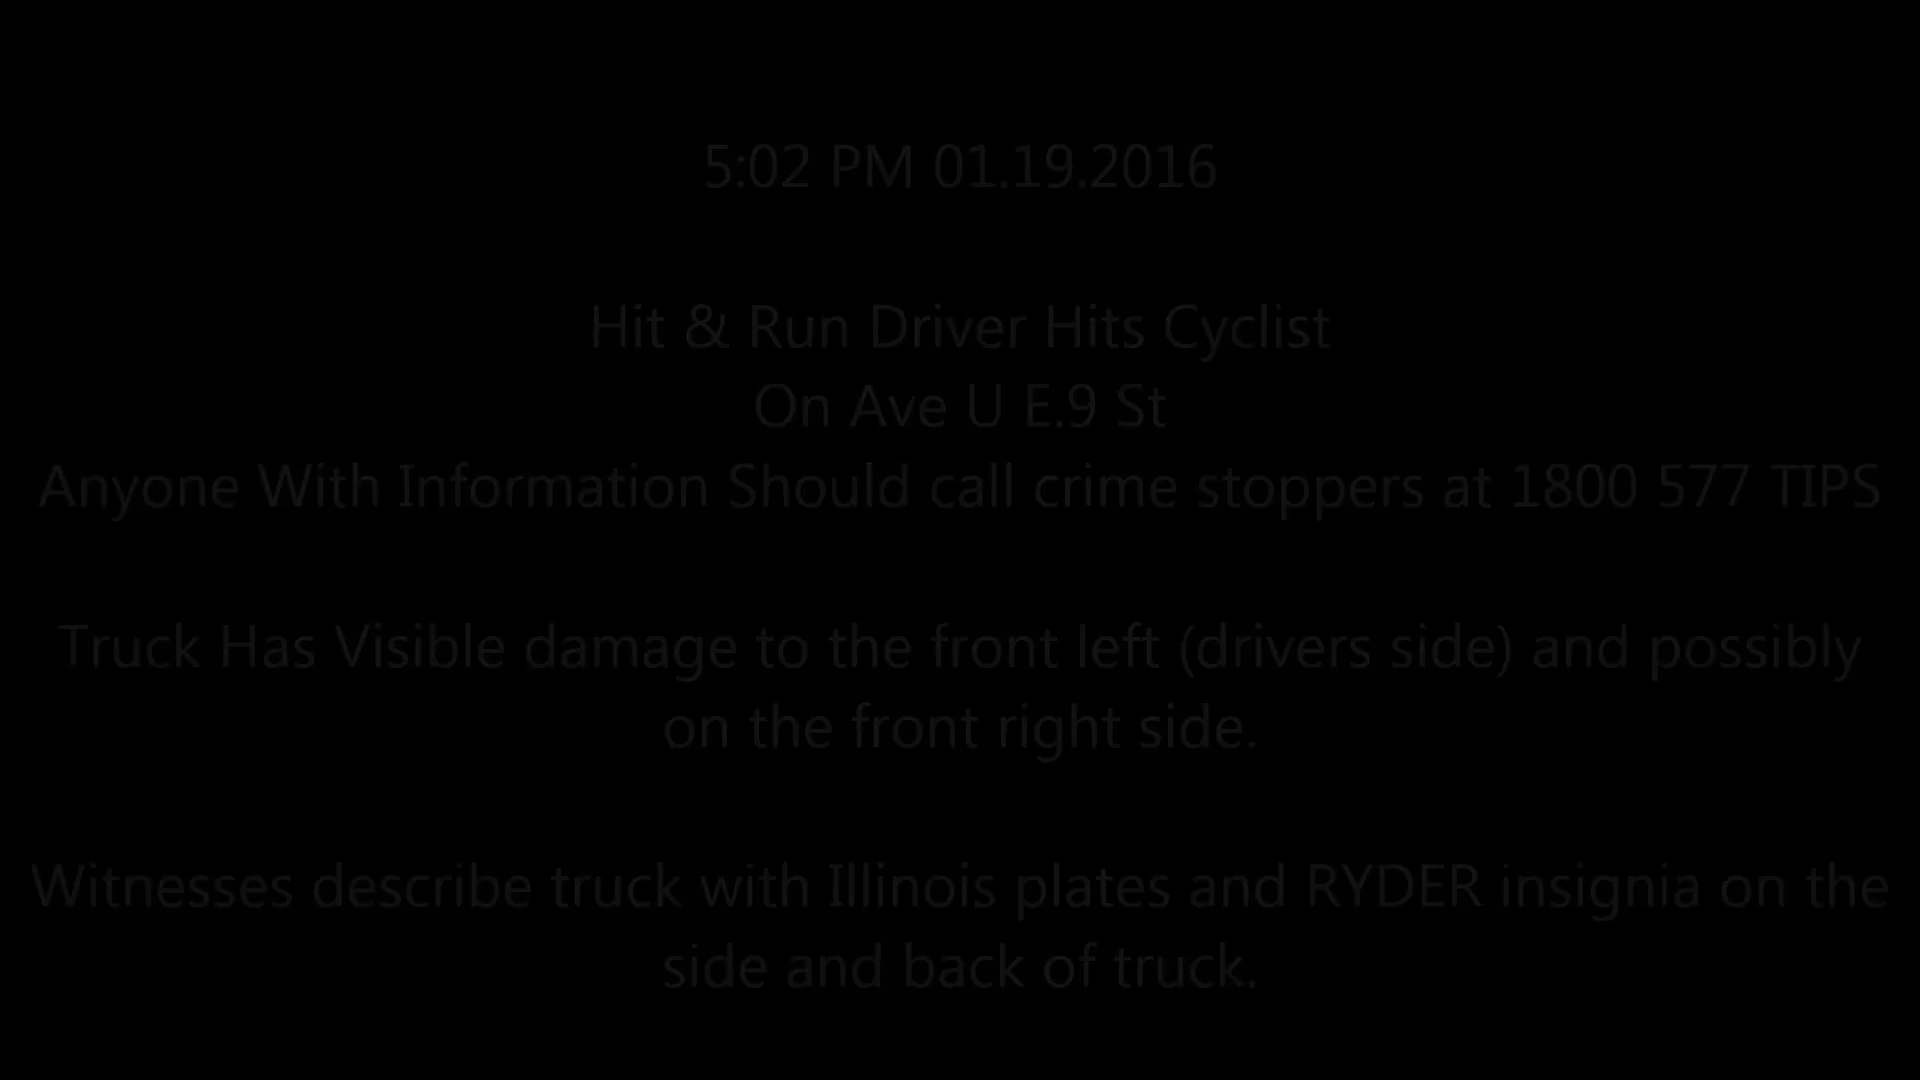 5:02 PM 01.19.2016
Hit & Run Driver Hits Cyclist
On Ave U E.9 St
Anyone With Information Should call crime stoppers at 1800 577 TIPS
Truck Has Visible damage to the front left (drivers side) and possibly
on the front right side.
Witnesses describe truck with Illinois plates and RYDER insignia on the
side and back of truck.